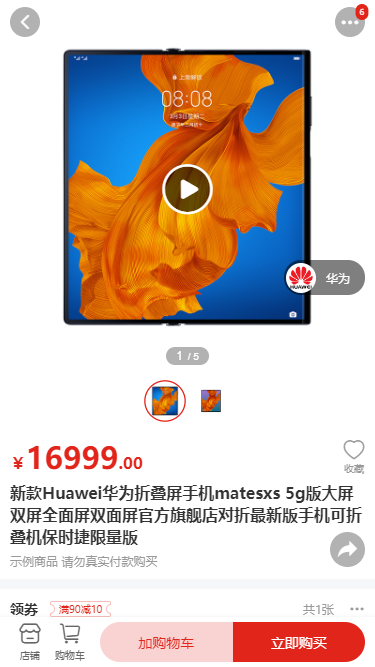 6
上海解锁
08:08
华为
HUAWEI
1 / 5
￥16999.00
收藏
新款Huawei华为折叠屏手机matesxs 5g版大屏
双屏全面屏双面屏官方旗舰店对折最新版手机可折
叠机保时捷限量版
示例商品 请勿真实付款购买
领券
满90减10
共1张
店铺
购物车
加购物车
立即购买